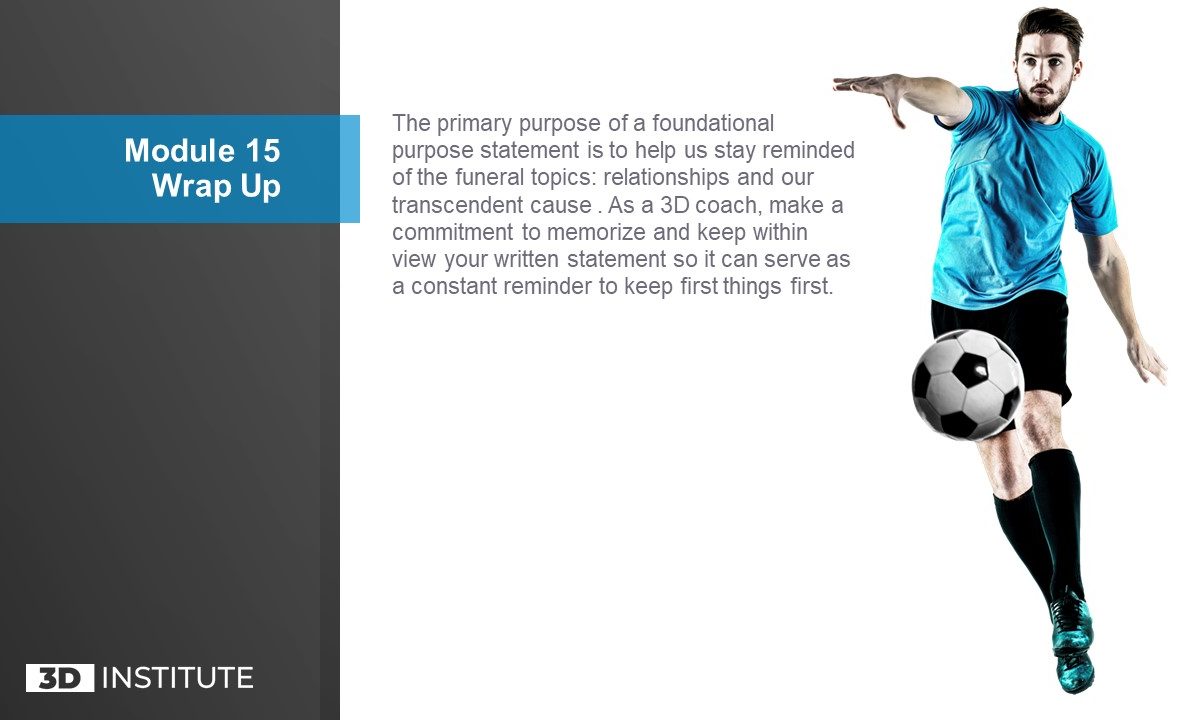 Module 15
Wrap Up
The primary purpose of a foundational
purpose statement is to help us stay reminded
of the funeral topics: relationships and our
transcendent cause . As a 3D coach, make a
commitment to memorize and keep within
view your written statement so it can serve as
a constant reminder to keep first things first.
3D INSTITUTE